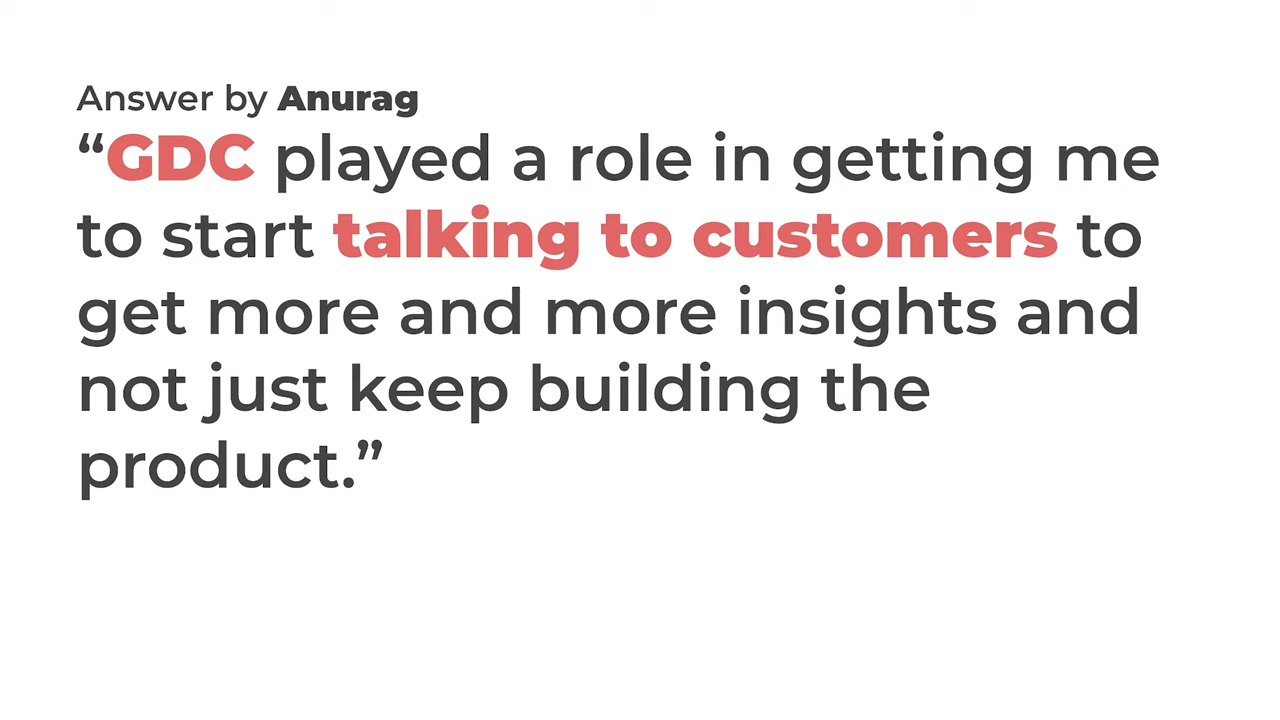 Answer by Anurag
“GDC played a role in getting me
to start talking to customers to
get more and more insights and
not just keep building the
product.”